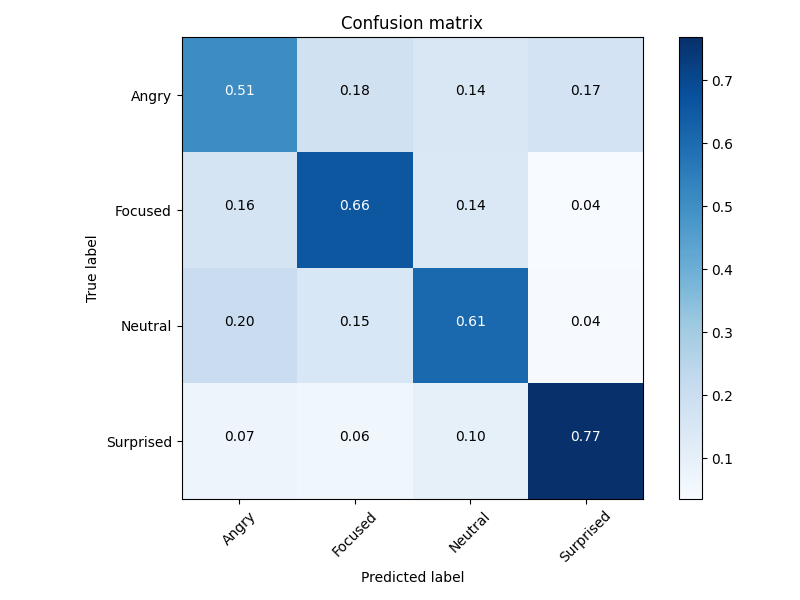 Confusion matrix
Angry 0.51 0.18 0.14 0.17
Focused 0.16 0.66 0.14 0.04
Neutral 0.20 0.15 0.61 0.04
Surprised 0.07 0.06 0.10 0.77
Angry Focused Neutral Surprised
True label
Predicted label
0.7
0.6
0.5
0.4
0.3
0.2
0.1